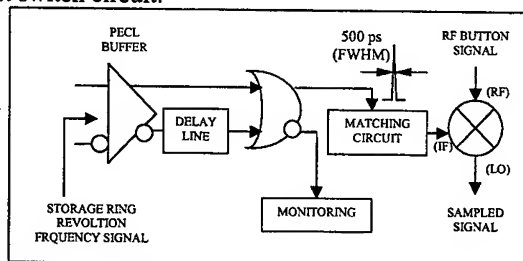 switch circuit.
PECL
BUFFER
500 ps
(FWHM)
RF BUTTON
SIGNAL
DELAY
LINE
MATCHING
CIRCUIT
(RF)
(IF)
(LO)
MONITORING
STORAGE RING
REVOLTION
FRQUENCY SIGNAL
SAMPLED
SIGNAL